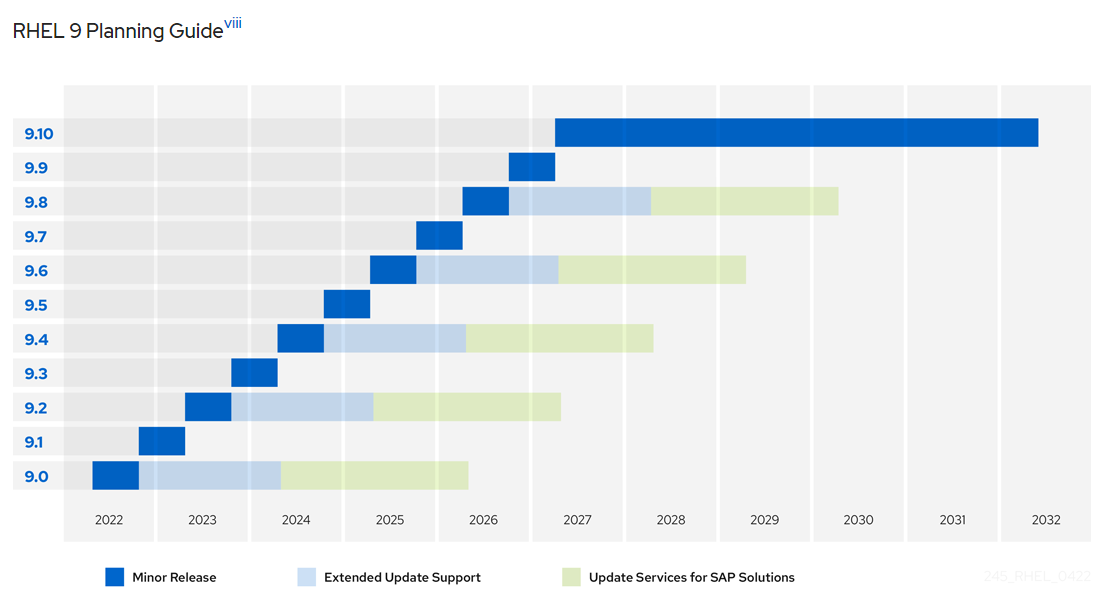 RHEL 9 Planning Guideviii
9.10
9.9
9.8
9.7
9.6
9.5
9.4
9.3
9.2
9.1
9.0
2022 2023 2024 2025 2026 2027 2028 2029 2030 2031 2032
Minor Release Extended Update Support Update Services for SAP Solutions
245_RHEL_0422